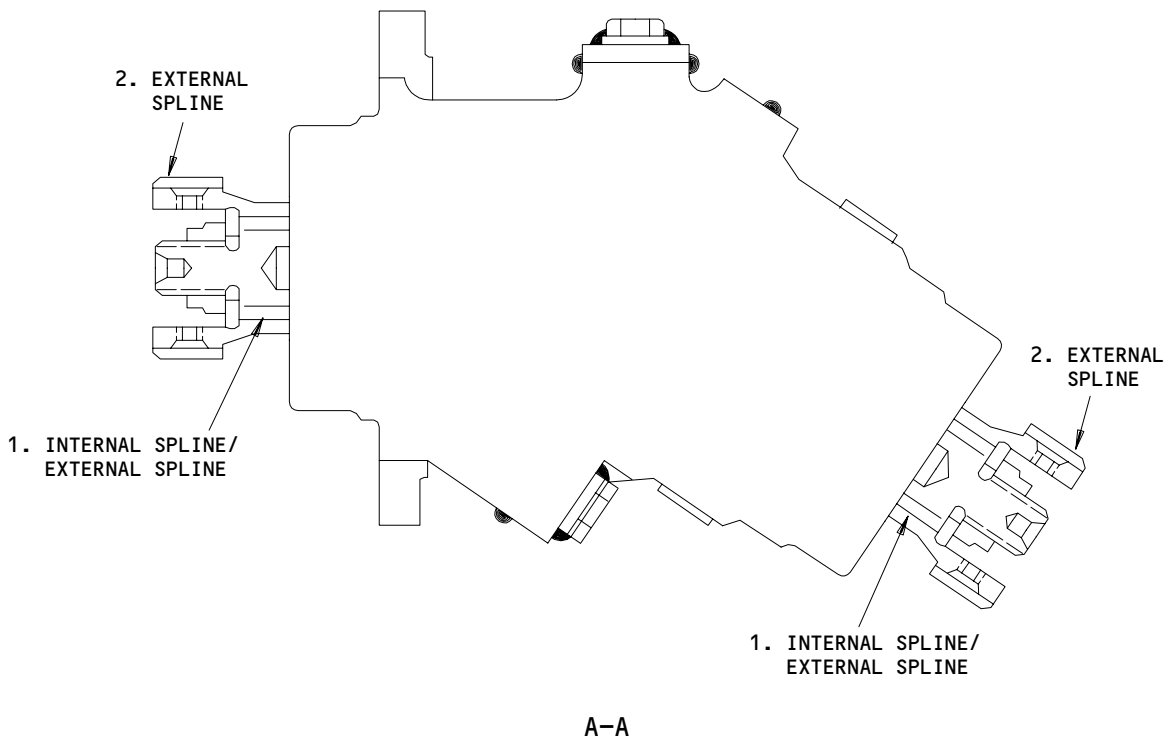 2. EXTERNAL
SPLINE
2. EXTERNAL
SPLINE
1. INTERNAL SPLINE/
EXTERNAL SPLINE
1. INTERNAL SPLINE/
EXTERNAL SPLINE
A-A